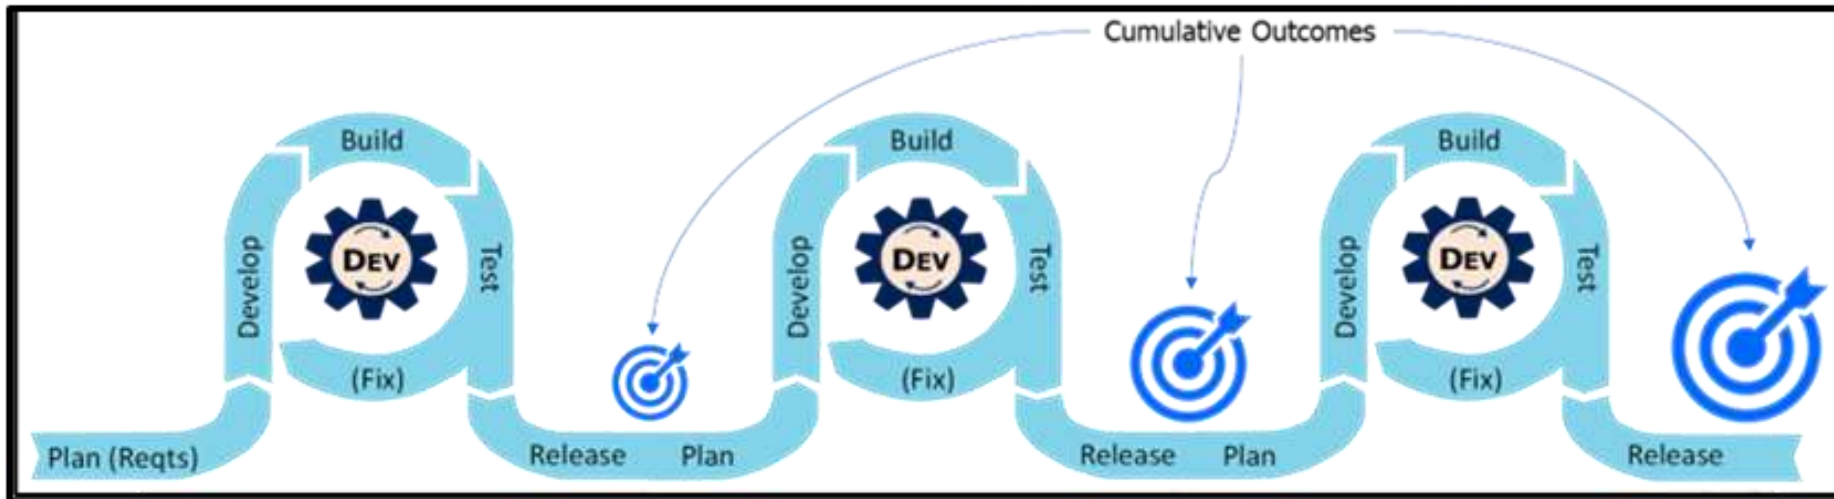 Cumulative Outcomes
Build
Build
Build
DEV
DEV
DEV
Develop
Test
Develop
Test
Develop
Test
(Fix)
(Fix)
(Fix)
Plan (Reqts)
Release
Plan
Release
Plan
Release